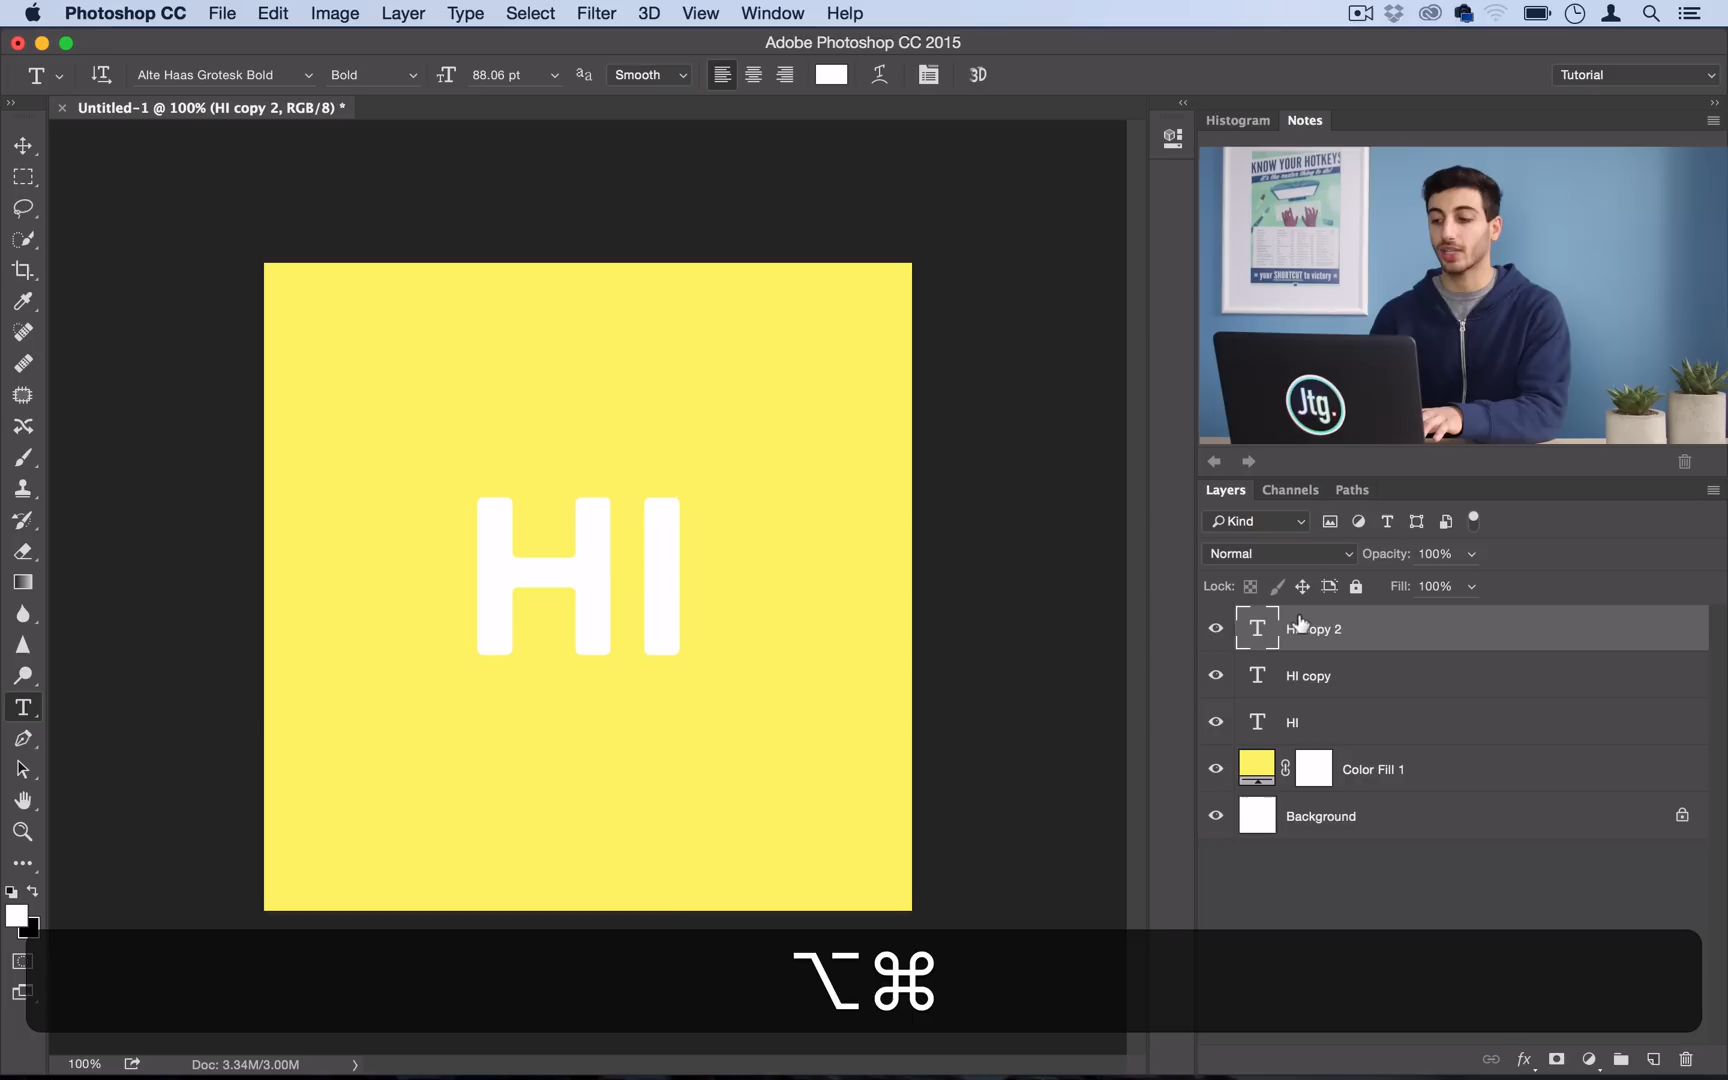 Photoshop CC File Edit Image Layer Type Select Filter 3D View Window Help
Adobe Photoshop CC 2015
T Alte Haas Grotesk Bold Bold 88.06 pt aa Smooth 3D Tutorial
Untitled-1 @ 100% (HI copy 2, RGB/8) *
Histogram Notes
KNOW YOUR HOTKEYS
your SHORTCUT to victory
Jtg.
HI
Layers Channels Paths
Kind
Normal Opacity: 100%
Lock: Fill: 100%
T HI copy 2
T HI copy
T HI
Color Fill 1
Background
⌥⌘
100% Doc: 3.34M/3.00M
fx